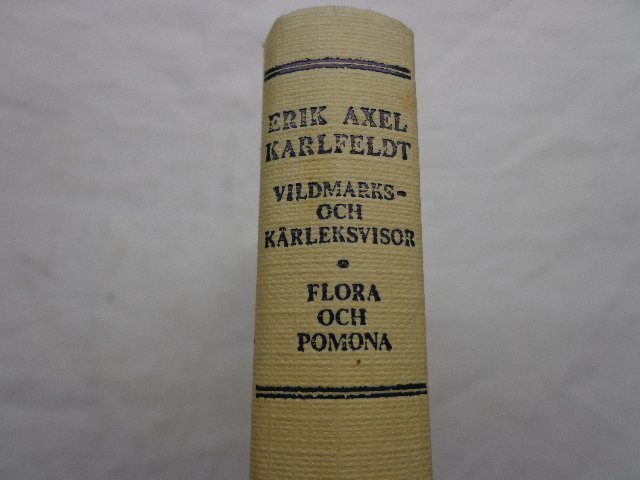 ERIK AXEL
KARLFELDT
VILDMARKS-
OCH
KÄRLEKSVISOR
•
FLORA
OCH
POMONA